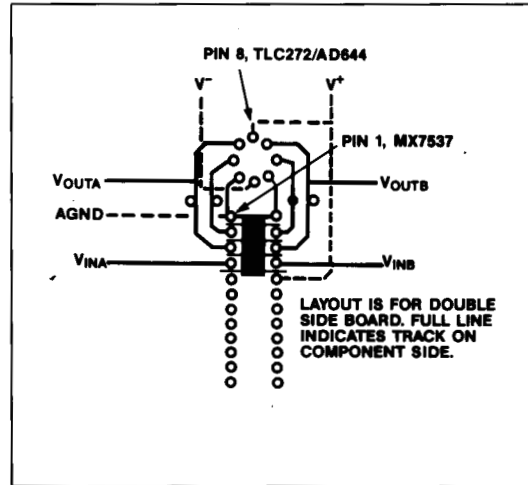 PIN 8, TLC272/AD644
V⁻
V⁺
PIN 1, MX7537
VOUTA
VOUTB
AGND
VINA
VINB
LAYOUT IS FOR DOUBLE
SIDE BOARD. FULL LINE
INDICATES TRACK ON
COMPONENT SIDE.